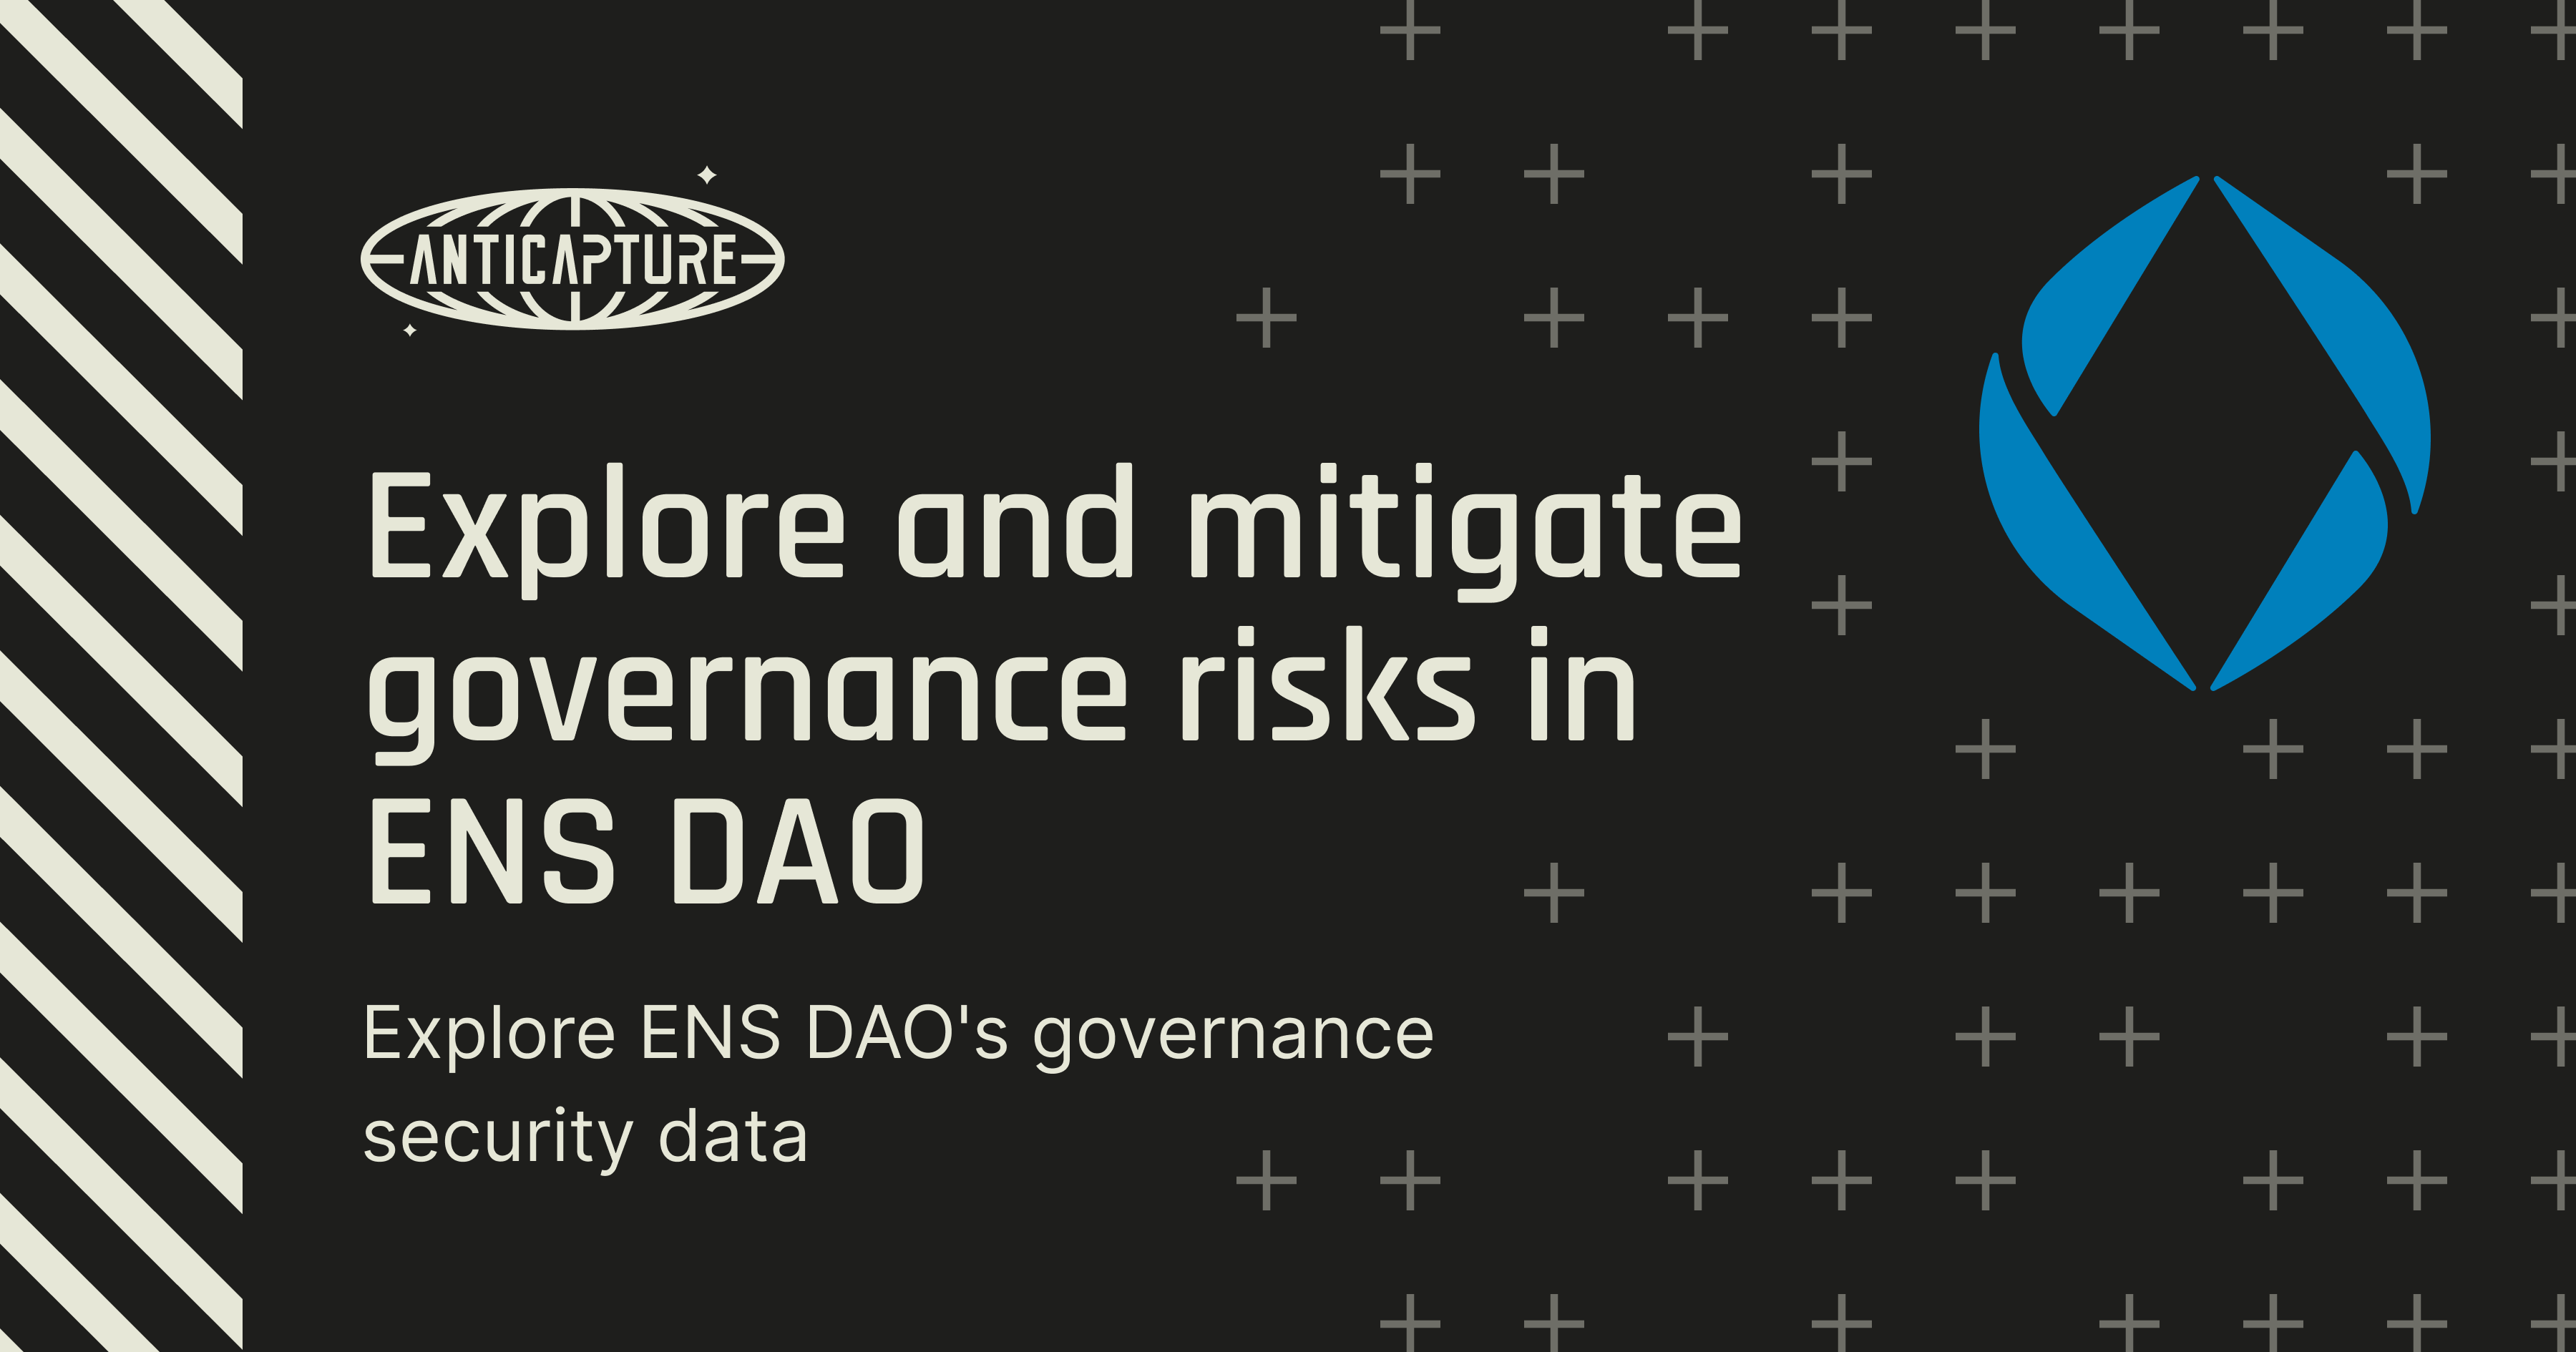 ANTICAPTURE
Explore and mitigate
governance risks in
ENS DAO
Explore ENS DAO's governance
security data